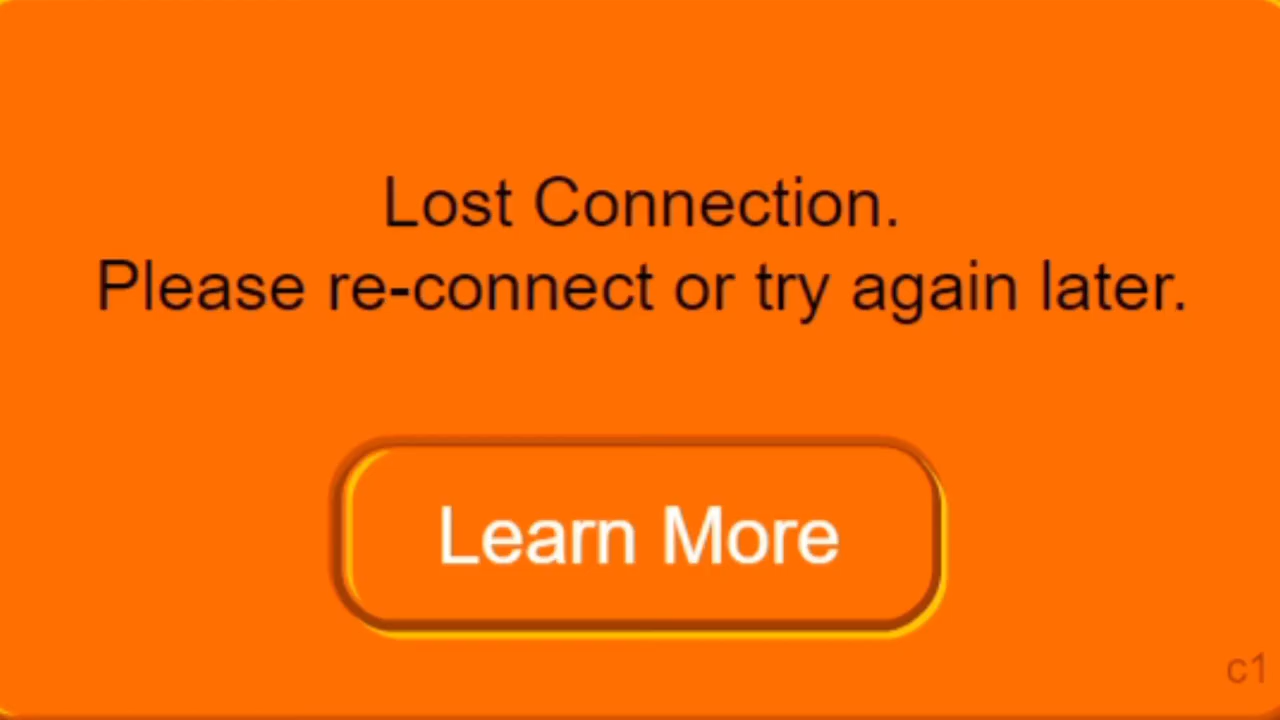 Lost Connection.
Please re-connect or try again later.
Learn More
c1